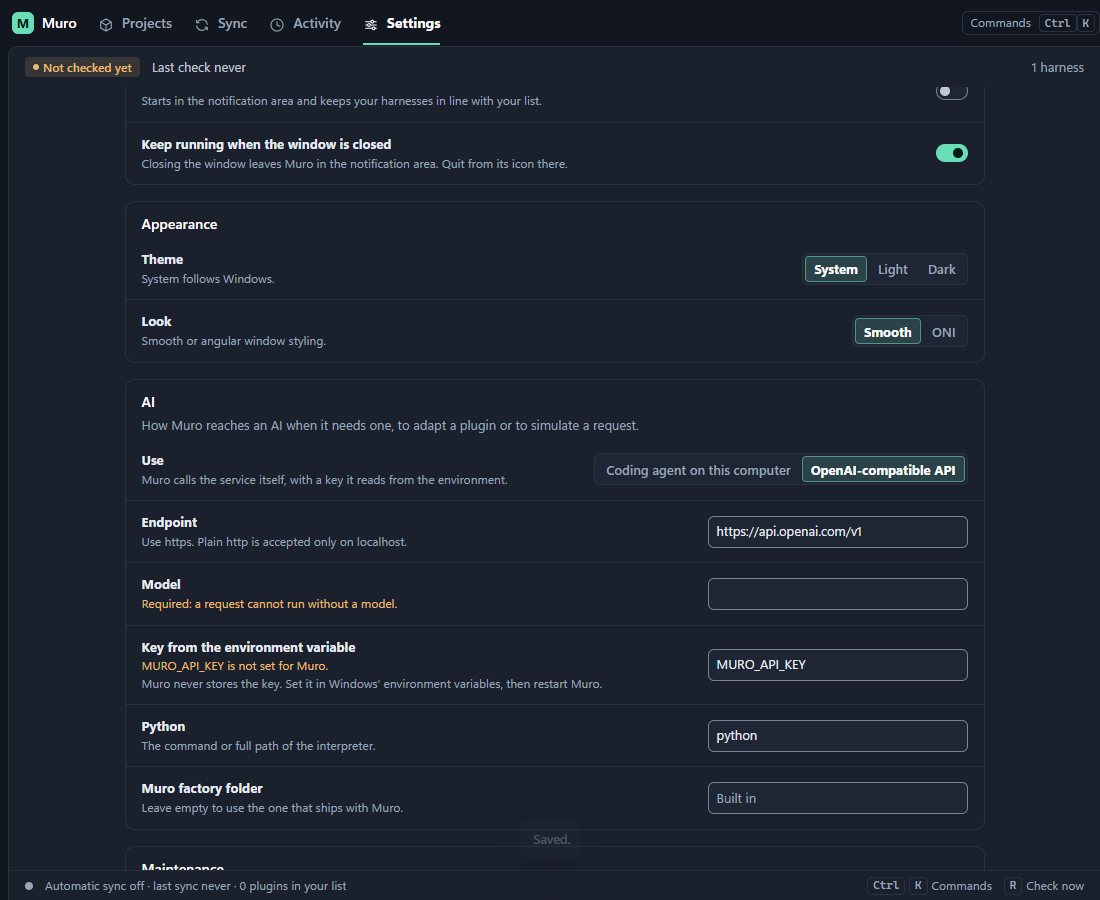 M Muro Projects Sync Activity Settings Commands Ctrl K
Not checked yet Last check never 1 harness
Starts in the notification area and keeps your harnesses in line with your list.
Keep running when the window is closed
Closing the window leaves Muro in the notification area. Quit from its icon there.
Appearance
Theme
System follows Windows.
System Light Dark
Look
Smooth or angular window styling.
Smooth ONI
AI
How Muro reaches an AI when it needs one, to adapt a plugin or to simulate a request.
Use
Muro calls the service itself, with a key it reads from the environment.
Coding agent on this computer OpenAI-compatible API
Endpoint
Use https. Plain http is accepted only on localhost.
https://api.openai.com/v1
Model
Required: a request cannot run without a model.
Key from the environment variable
MURO_API_KEY is not set for Muro.
Muro never stores the key. Set it in Windows' environment variables, then restart Muro.
MURO_API_KEY
Python
The command or full path of the interpreter.
python
Muro factory folder
Leave empty to use the one that ships with Muro.
Built in
Saved.
Maintenance
Automatic sync off · last sync never · 0 plugins in your list Ctrl K Commands R Check now